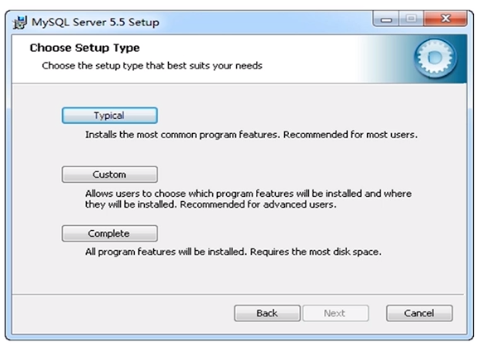 MySQL Server 5.5 Setup
Choose Setup Type
Choose the setup type that best suits your needs
Typical
Installs the most common program features. Recommended for most users.
Custom
Allows users to choose which program features will be installed and where
they will be installed. Recommended for advanced users.
Complete
All program features will be installed. Requires the most disk space.
Back Next Cancel